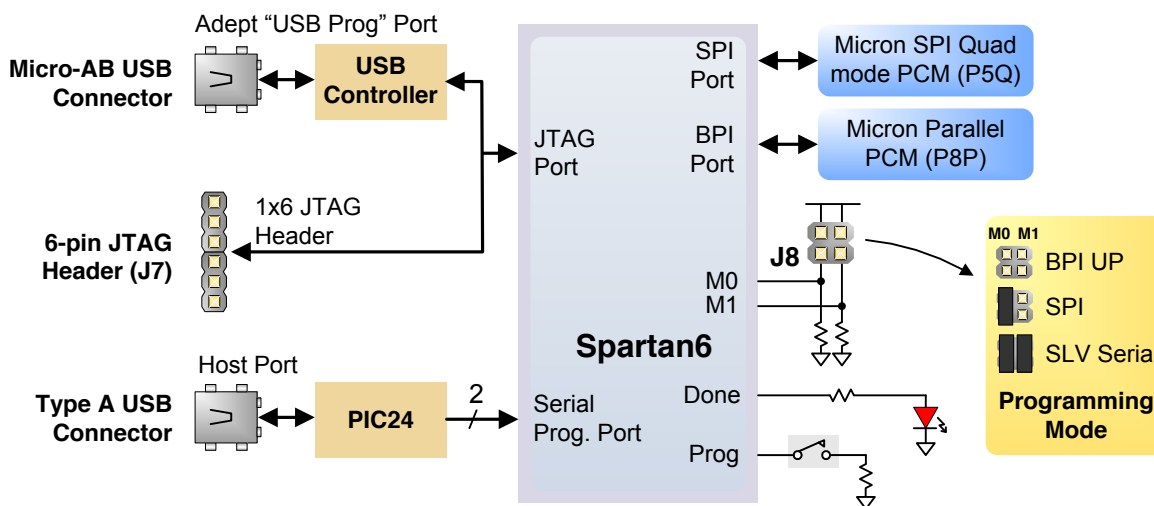 Adept “USB Prog” Port
Micro-AB USB
Connector
USB
Controller
JTAG
Port
1x6 JTAG
Header
6-pin JTAG
Header (J7)
Host Port
Type A USB
Connector
PIC24
2
Serial
Prog. Port
Spartan6
SPI
Port
BPI
Port
M0
M1
Done
Prog
Micron SPI Quad
mode PCM (P5Q)
Micron Parallel
PCM (P8P)
J8
M0 M1
BPI UP
SPI
SLV Serial
Programming
Mode